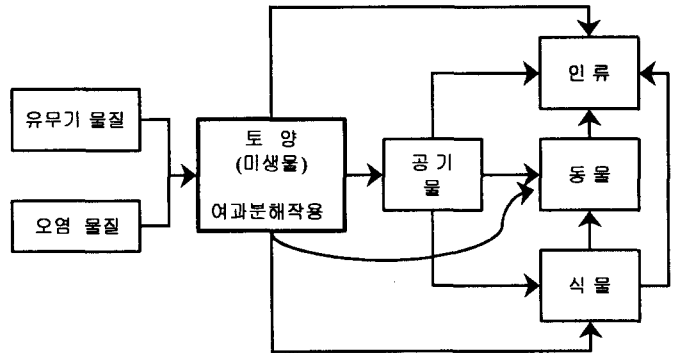 유무기 물질
오염 물질
토 양
(미생물)
여과분해작용
공 기
물
인 류
동 물
식 물